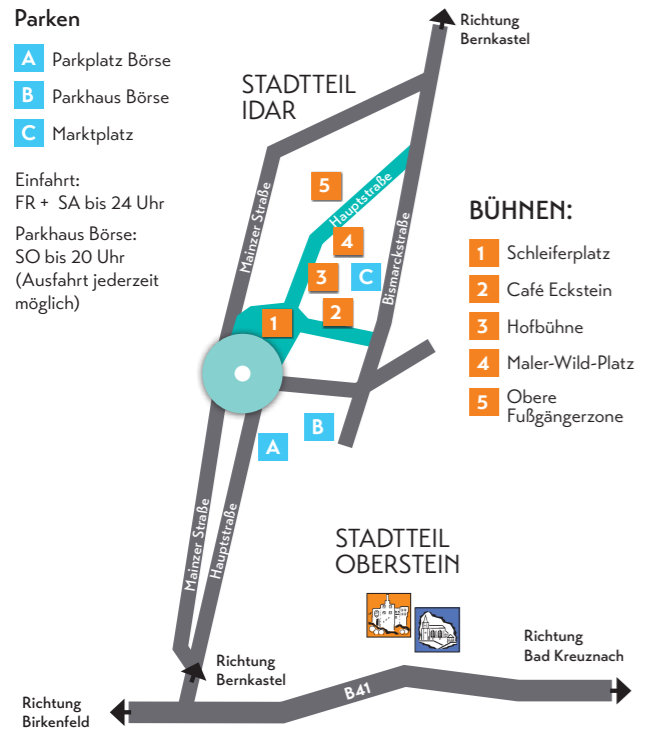 Parken
A Parkplatz Börse
B Parkhaus Börse
C Marktplatz
Einfahrt:
FR + SA bis 24 Uhr
Parkhaus Börse:
SO bis 20 Uhr
(Ausfahrt jederzeit
möglich)
Richtung
Bernkastel
STADTTEIL
IDAR
Mainzer Straße
Hauptstraße
Bismarckstraße
5
4
3
C
2
1
BÜHNEN:
1 Schleiferplatz
2 Café Eckstein
3 Hofbühne
4 Maler-Wild-Platz
5 Obere
Fußgängerzone
B
A
Mainzer Straße
Hauptstraße
STADTTEIL
OBERSTEIN
Richtung
Bernkastel
Richtung
Bad Kreuznach
Richtung
Birkenfeld
B41